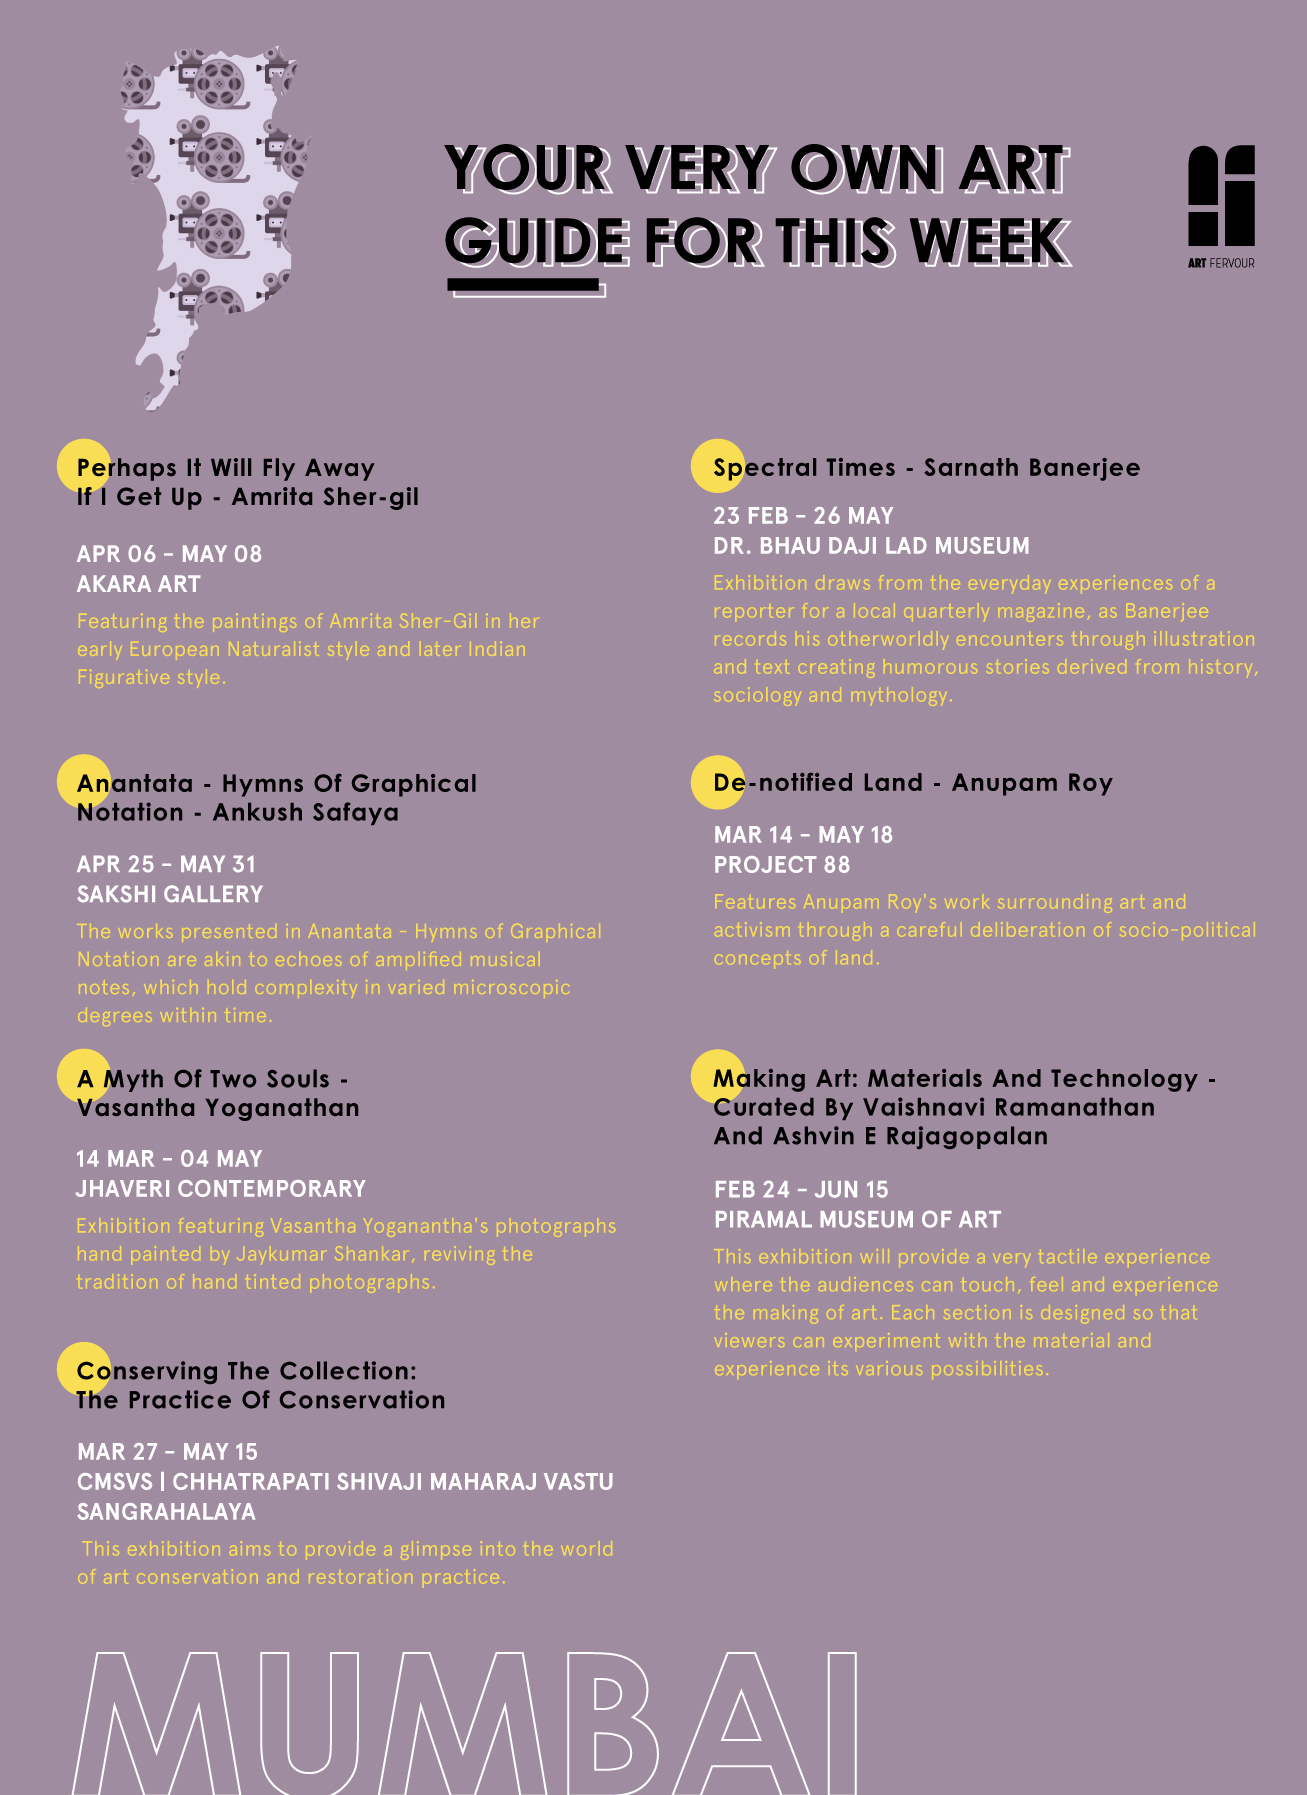 YOUR VERY OWN ART
GUIDE FOR THIS WEEK
ART FERVOUR
Perhaps It Will Fly Away
If I Get Up - Amrita Sher-gil
APR 06 - MAY 08
AKARA ART
Featuring the paintings of Amrita Sher-Gil in her
early European Naturalist style and later Indian
Figurative style.
Anantata - Hymns Of Graphical
Notation - Ankush Safaya
APR 25 - MAY 31
SAKSHI GALLERY
The works presented in Anantata - Hymns of Graphical
Notation are akin to echoes of amplified musical
notes, which hold complexity in varied microscopic
degrees within time.
A Myth Of Two Souls -
Vasantha Yoganathan
14 MAR - 04 MAY
JHAVERI CONTEMPORARY
Exhibition featuring Vasantha Yoganantha's photographs
hand painted by Jaykumar Shankar, reviving the
tradition of hand tinted photographs.
Conserving The Collection:
The Practice Of Conservation
MAR 27 - MAY 15
CMSVS | CHHATRAPATI SHIVAJI MAHARAJ VASTU
SANGRAHALAYA
This exhibition aims to provide a glimpse into the world
of art conservation and restoration practice.
Spectral Times - Sarnath Banerjee
23 FEB - 26 MAY
DR. BHAU DAJI LAD MUSEUM
Exhibition draws from the everyday experiences of a
reporter for a local quarterly magazine, as Banerjee
records his otherworldly encounters through illustration
and text creating humorous stories derived from history,
sociology and mythology.
De-notified Land - Anupam Roy
MAR 14 - MAY 18
PROJECT 88
Features Anupam Roy's work surrounding art and
activism through a careful deliberation of socio-political
concepts of land.
Making Art: Materials And Technology -
Curated By Vaishnavi Ramanathan
And Ashvin E Rajagopalan
FEB 24 - JUN 15
PIRAMAL MUSEUM OF ART
This exhibition will provide a very tactile experience
where the audiences can touch, feel and experience
the making of art. Each section is designed so that
viewers can experiment with the material and
experience its various possibilities.
MUMBAI